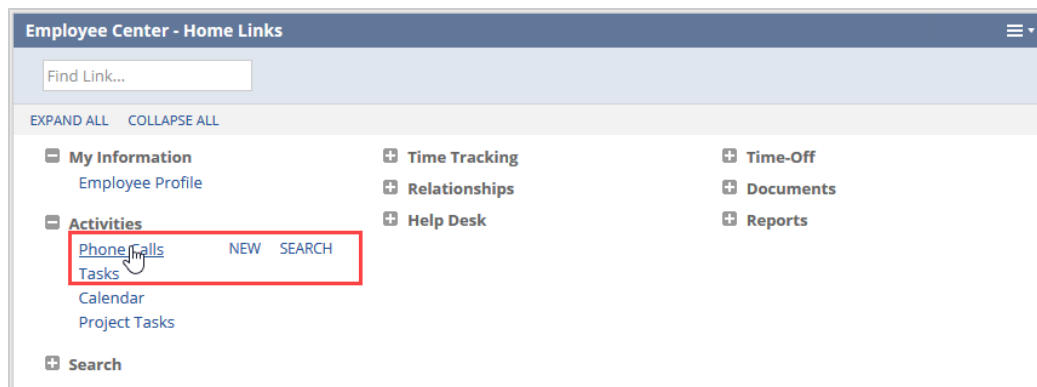 Employee Center - Home Links
Find Link...
EXPAND ALL COLLAPSE ALL
My Information
Employee Profile
Activities
Phone Calls NEW SEARCH
Tasks
Calendar
Project Tasks
Search
Time Tracking
Relationships
Help Desk
Time-Off
Documents
Reports